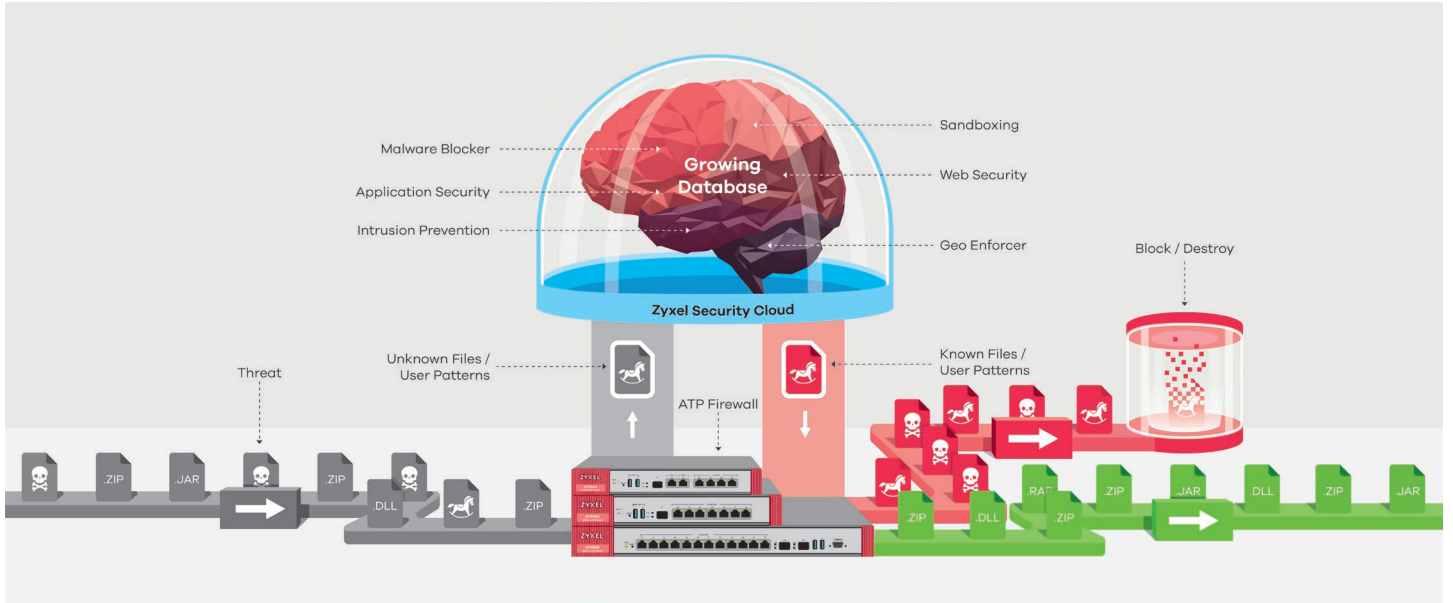 Sandboxing
Malware Blocker
Growing
Database
Web Security
Application Security
Intrusion Prevention
Geo Enforcer
Block / Destroy
Zyxel Security Cloud
Unknown Files /
User Patterns
Known Files /
User Patterns
Threat
ATP Firewall
.ZIP
.JAR
.ZIP
.DLL
.ZIP
ZYXEL
ZYXEL
ZYXEL
.ZIP
.DLL
.RAR
.ZIP
.ZIP
.JAR
.DLL
.ZIP
.JAR